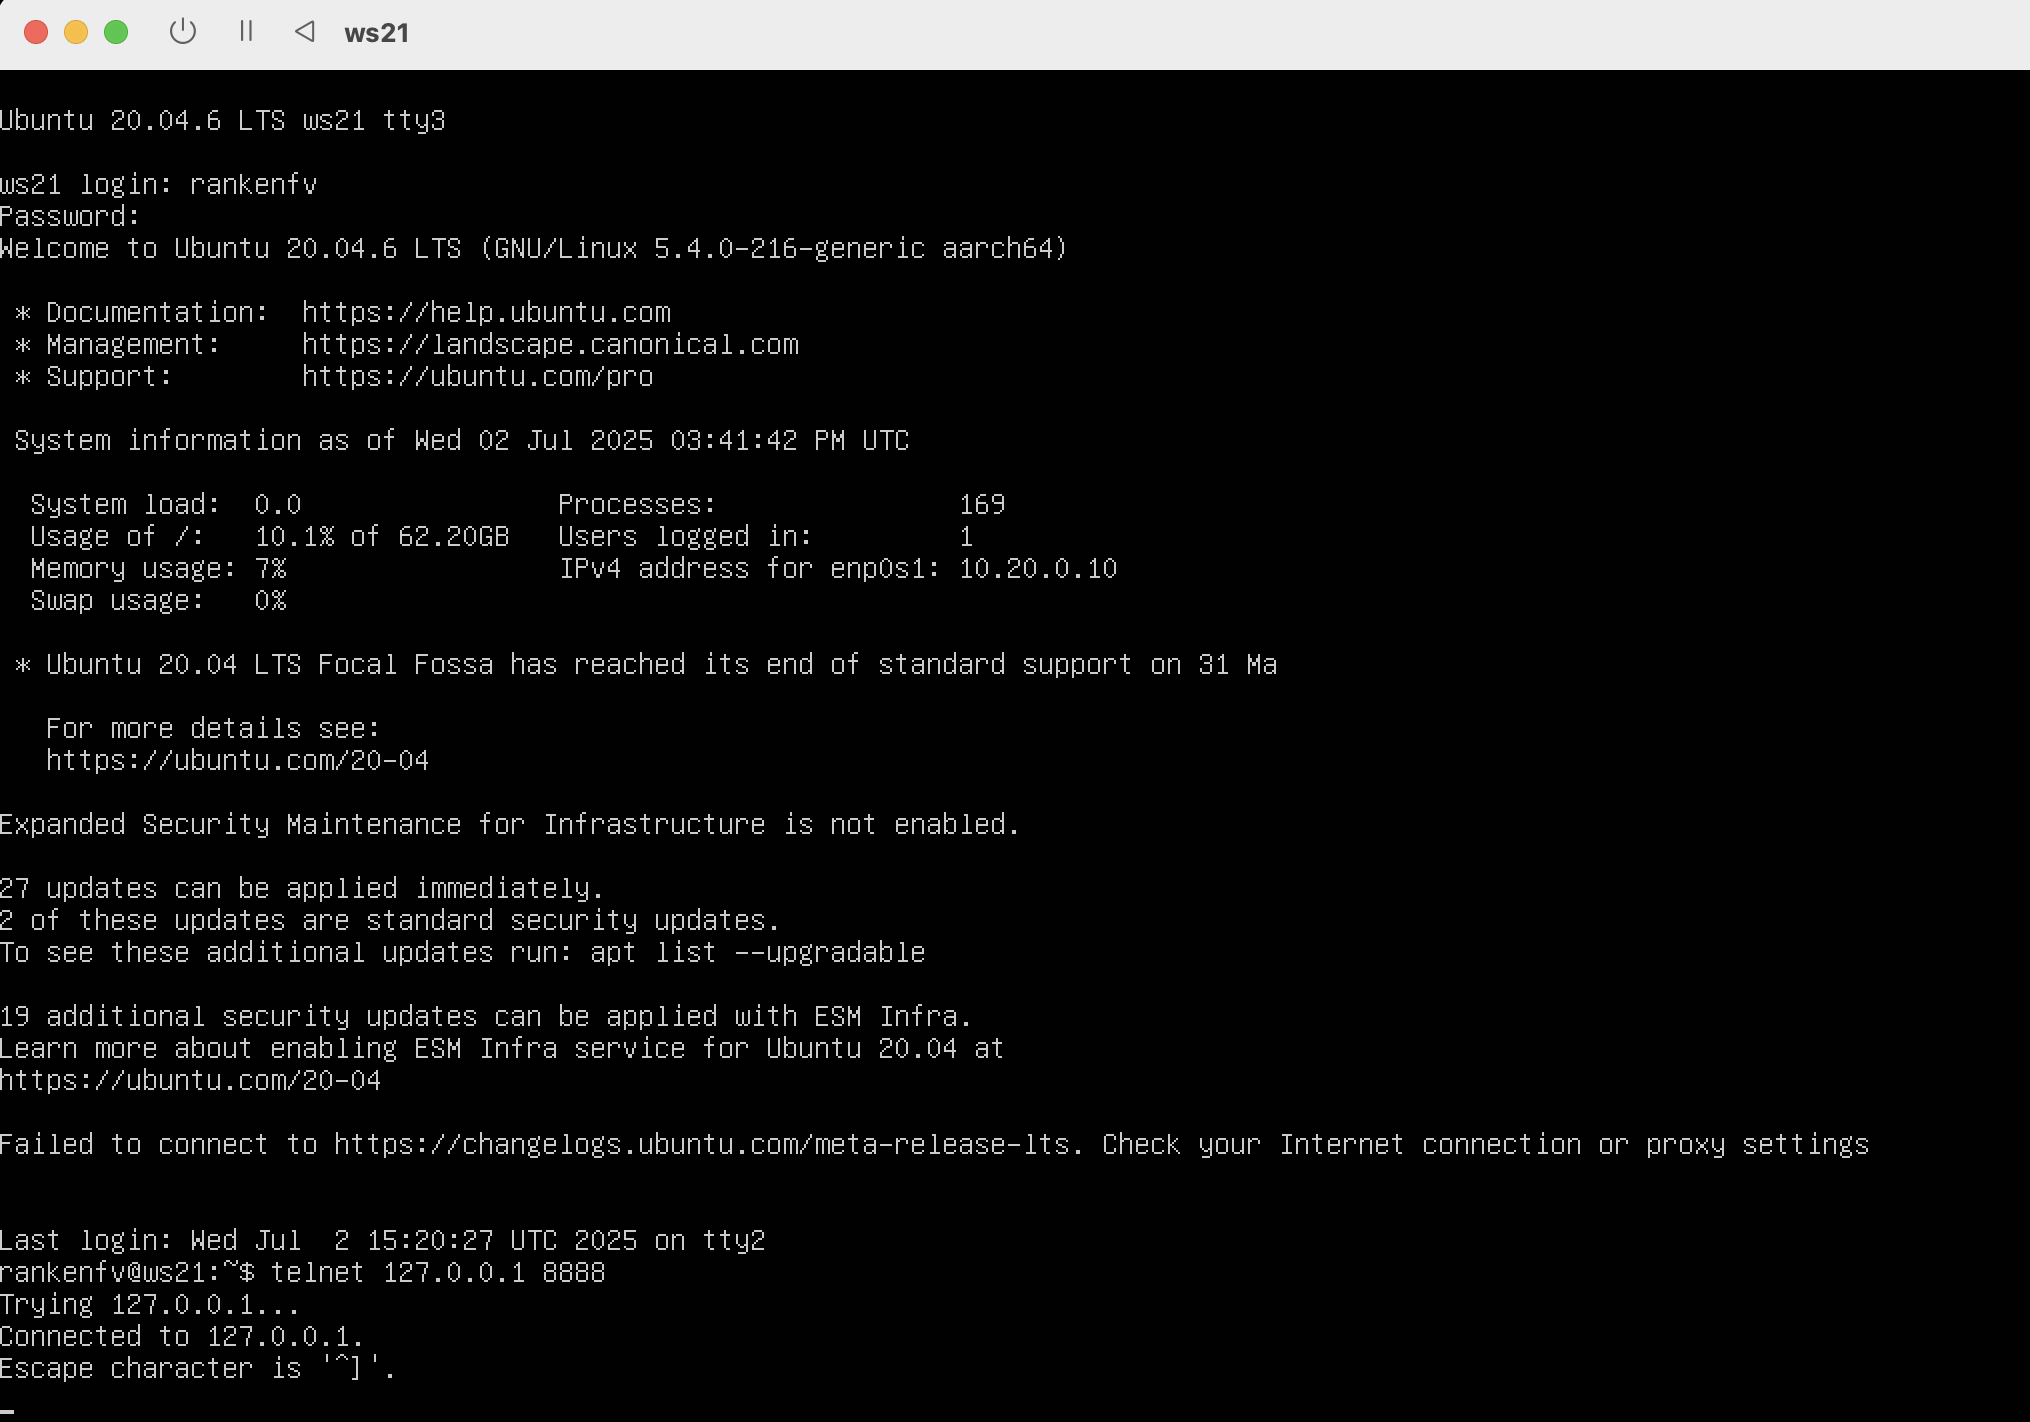 ws21
Ubuntu 20.04.6 LTS ws21 tty3
ws21 login: rankenfv
Password:
Welcome to Ubuntu 20.04.6 LTS (GNU/Linux 5.4.0-216-generic aarch64)
* Documentation:  https://help.ubuntu.com
* Management:     https://landscape.canonical.com
* Support:        https://ubuntu.com/pro
System information as of Wed 02 Jul 2025 03:41:42 PM UTC
System load:  0.0                Processes:               169
Usage of /:   10.1% of 62.20GB   Users logged in:         1
Memory usage: 7%                 IPv4 address for enp0s1: 10.20.0.10
Swap usage:   0%
* Ubuntu 20.04 LTS Focal Fossa has reached its end of standard support on 31 Ma
For more details see:
https://ubuntu.com/20-04
Expanded Security Maintenance for Infrastructure is not enabled.
27 updates can be applied immediately.
2 of these updates are standard security updates.
To see these additional updates run: apt list --upgradable
19 additional security updates can be applied with ESM Infra.
Learn more about enabling ESM Infra service for Ubuntu 20.04 at
https://ubuntu.com/20-04
Failed to connect to https://changelogs.ubuntu.com/meta-release-lts. Check your Internet connection or proxy settings
Last login: Wed Jul  2 15:20:27 UTC 2025 on tty2
rankenfv@ws21:~$ telnet 127.0.0.1 8888
Trying 127.0.0.1...
Connected to 127.0.0.1.
Escape character is '^]'.